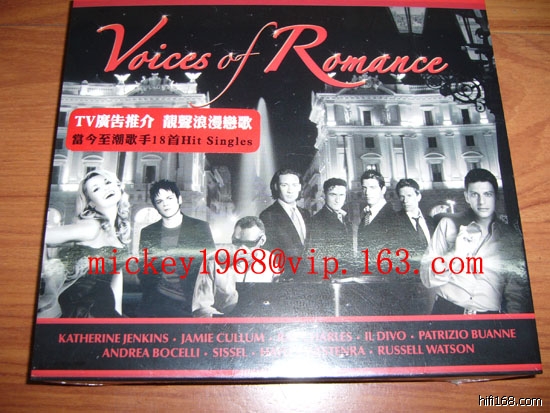 Voices of Romance
TV廣告推介 靚聲浪漫戀歌
當今至潮歌手18首Hit Singles
mickey1968@vip.163.com
KATHERINE JENKINS • JAMIE CULLUM • CHARLES • IL DIVO • PATRIZIO BUANNE
ANDREA BOCELLI • SISSEL • RUSSELL WATSON
hifi168.com